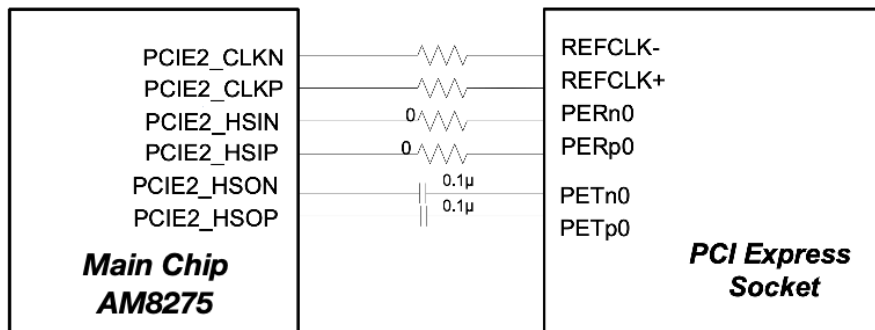 PCIE2_CLKN
PCIE2_CLKP
PCIE2_HSIN
PCIE2_HSIP
PCIE2_HSON
PCIE2_HSOP
Main Chip
AM8275
0
0
0.1µ
0.1µ
REFCLK-
REFCLK+
PERn0
PERp0
PETn0
PETp0
PCI Express
Socket